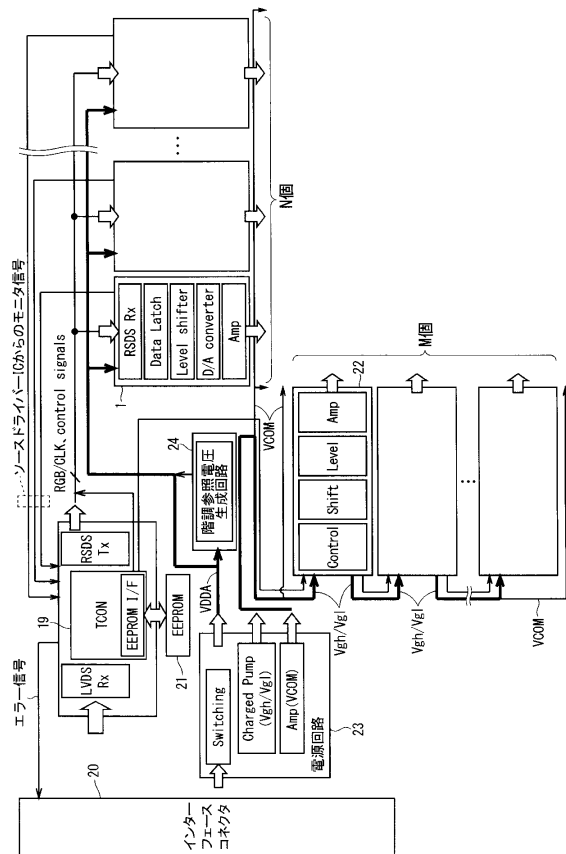 エラー信号
ソースドライバーICからのモニタ信号
RGB/CLK、control signals
20
インター
フェース
コネクタ
19
LVDS
Rx
TCON
EEPROM I/F
RSDS
Tx
21
EEPROM
VDDA
24
階調参照電圧
生成回路
Switching
Charged Pump
(Vgh/Vgl)
Amp(VCOM)
電源回路
23
1
RSDS Rx
Data Latch
Level shifter
D/A converter
Amp
...
N個
VCOM
Vgh/Vgl
22
Control
Shift
Level
Amp
Vgh/Vgl
...
M個
VCOM